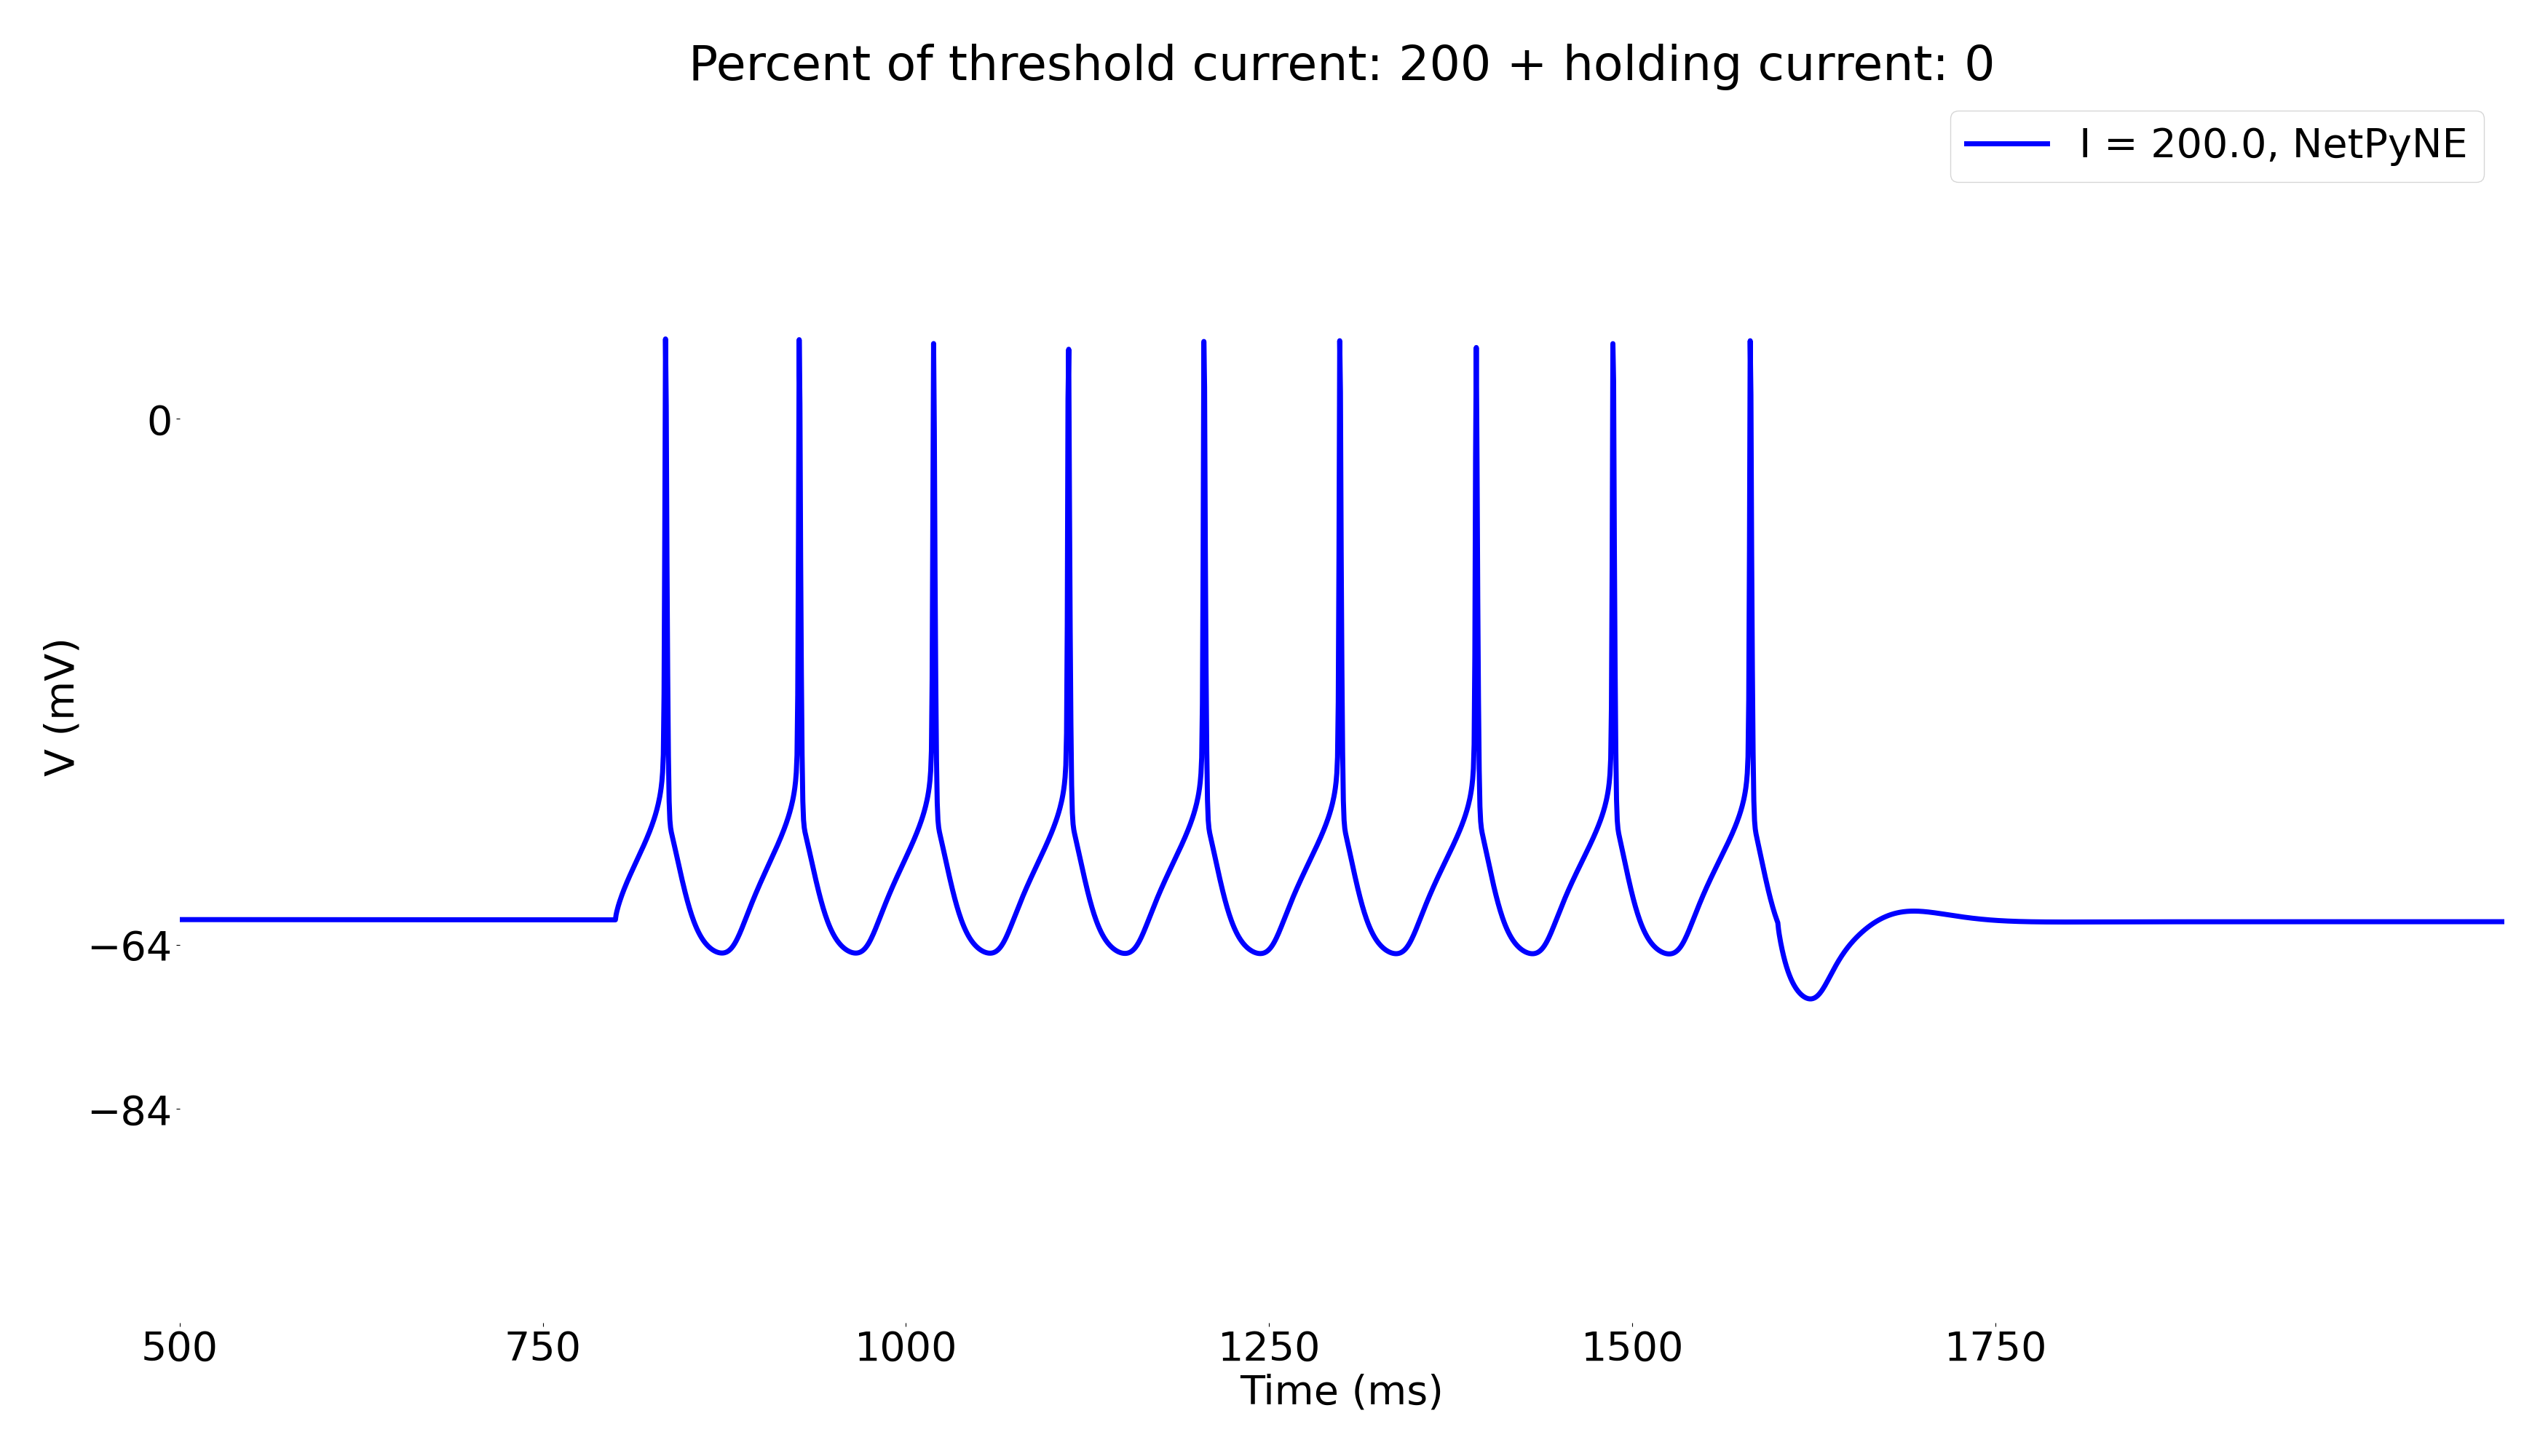 Percent of threshold current: 200 + holding current: 0
I = 200.0, NetPyNE
0
V (mV)
−64
−84
500 750 1000 1250 1500 1750
Time (ms)